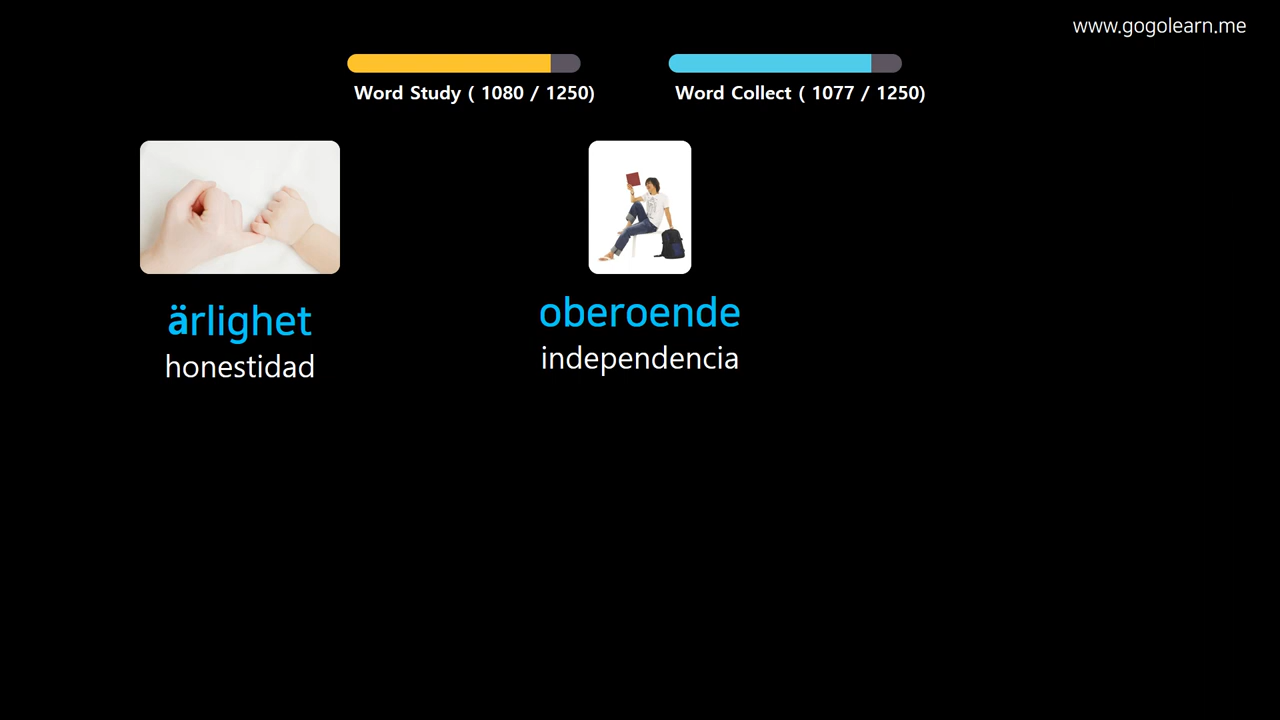 www.gogolearn.me
Word Study ( 1080 / 1250)
Word Collect ( 1077 / 1250)
ärlighet
honestidad
oberoende
independencia